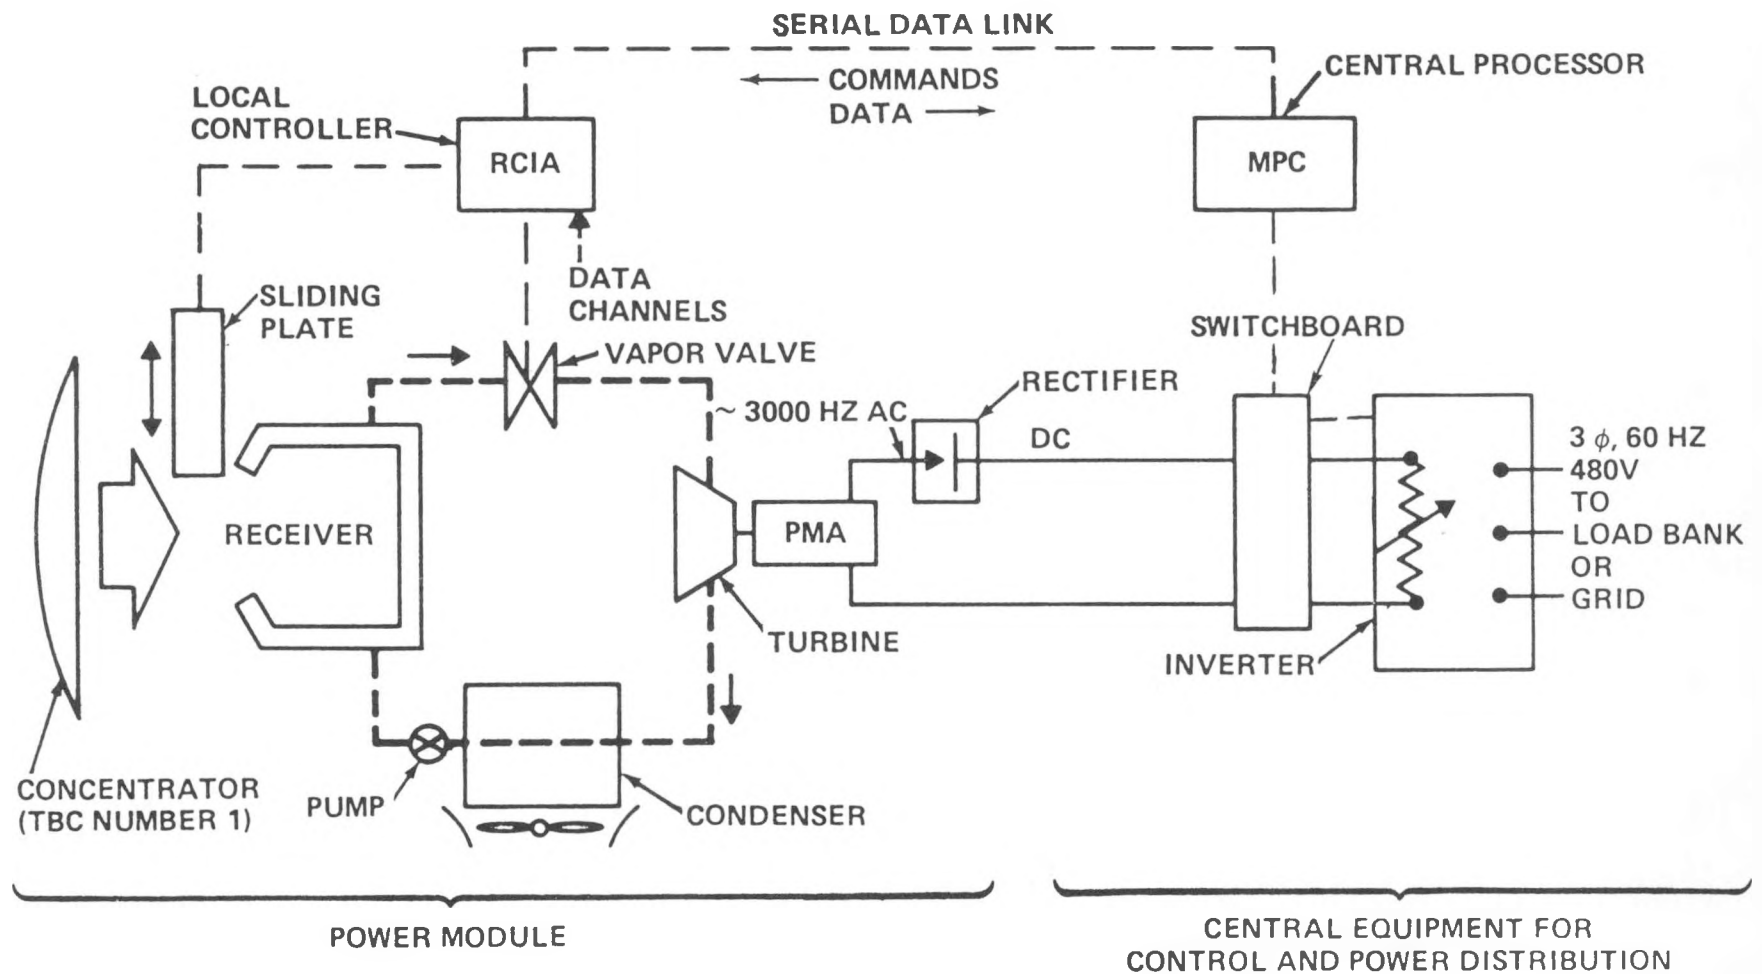 SERIAL DATA LINK
COMMANDS
DATA
CENTRAL PROCESSOR
LOCAL
CONTROLLER
RCIA
MPC
DATA
CHANNELS
SLIDING
PLATE
SWITCHBOARD
VAPOR VALVE
RECTIFIER
~ 3000 HZ AC
DC
3 φ, 60 HZ
480V
TO
LOAD BANK
OR
GRID
RECEIVER
PMA
TURBINE
INVERTER
CONCENTRATOR
(TBC NUMBER 1)
PUMP
CONDENSER
POWER MODULE
CENTRAL EQUIPMENT FOR
CONTROL AND POWER DISTRIBUTION